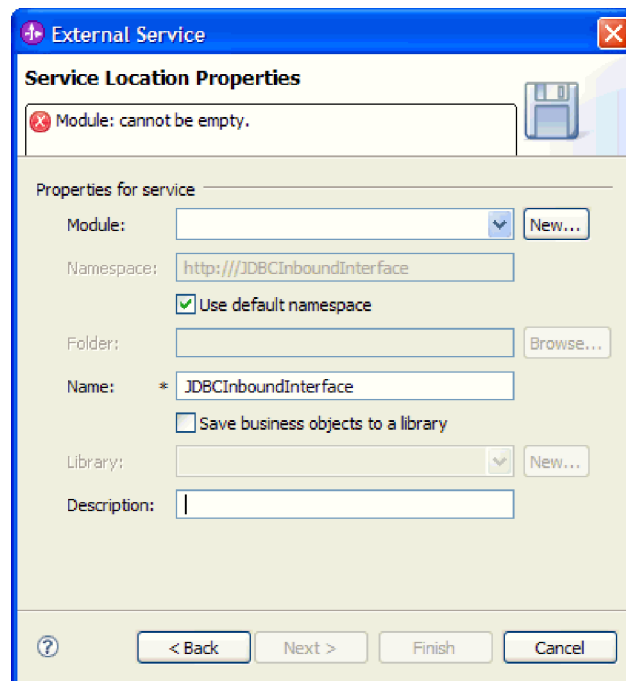 External Service
Service Location Properties
Module: cannot be empty.
Properties for service
Module: New...
Namespace: http:///JDBCInboundInterface
Use default namespace
Folder: Browse...
Name: * JDBCInboundInterface
Save business objects to a library
Library: New...
Description:
? < Back Next > Finish Cancel